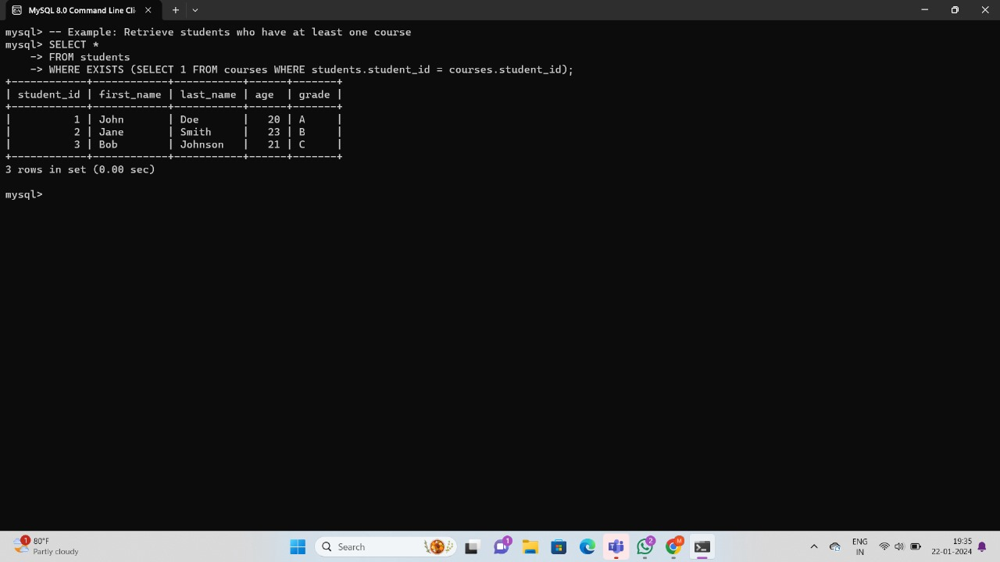 MySQL 8.0 Command Line Cli
mysql> -- Example: Retrieve students who have at least one course
mysql> SELECT *
    -> FROM students
    -> WHERE EXISTS (SELECT 1 FROM courses WHERE students.student_id = courses.student_id);
+------------+------------+-----------+------+-------+
| student_id | first_name | last_name | age  | grade |
+------------+------------+-----------+------+-------+
|          1 | John       | Doe       |   20 | A     |
|          2 | Jane       | Smith     |   23 | B     |
|          3 | Bob        | Johnson   |   21 | C     |
+------------+------------+-----------+------+-------+
3 rows in set (0.00 sec)
mysql>
1 80°F
Partly cloudy
Search
1
2
M
ENG
IN
19:35
22-01-2024